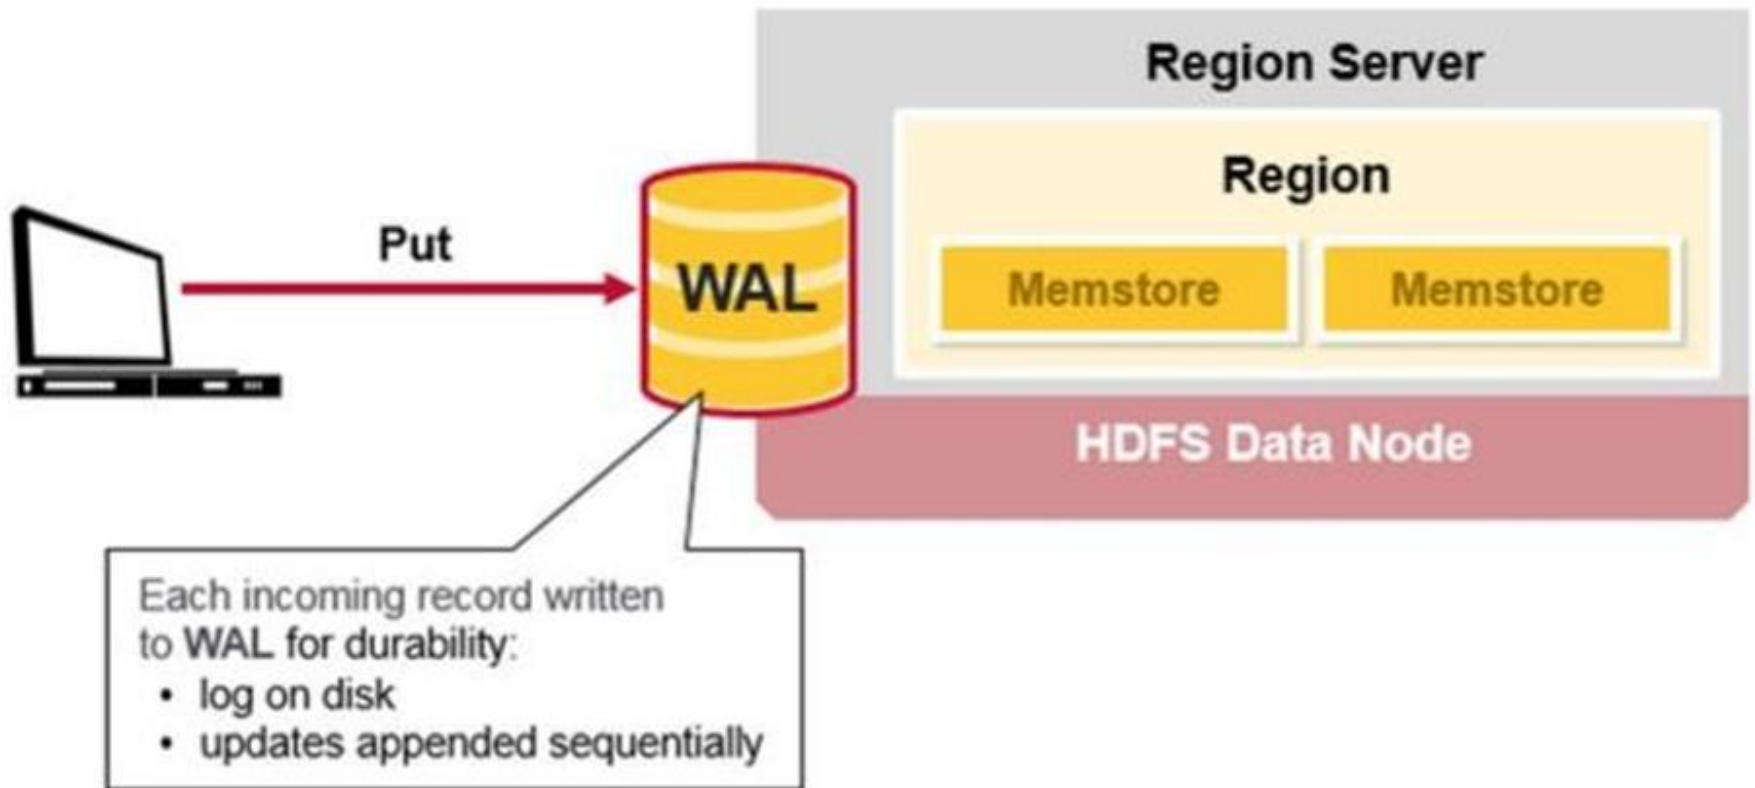 Region Server
Region
Put
WAL
Memstore
Memstore
HDFS Data Node
Each incoming record written
to WAL for durability:
• log on disk
• updates appended sequentially